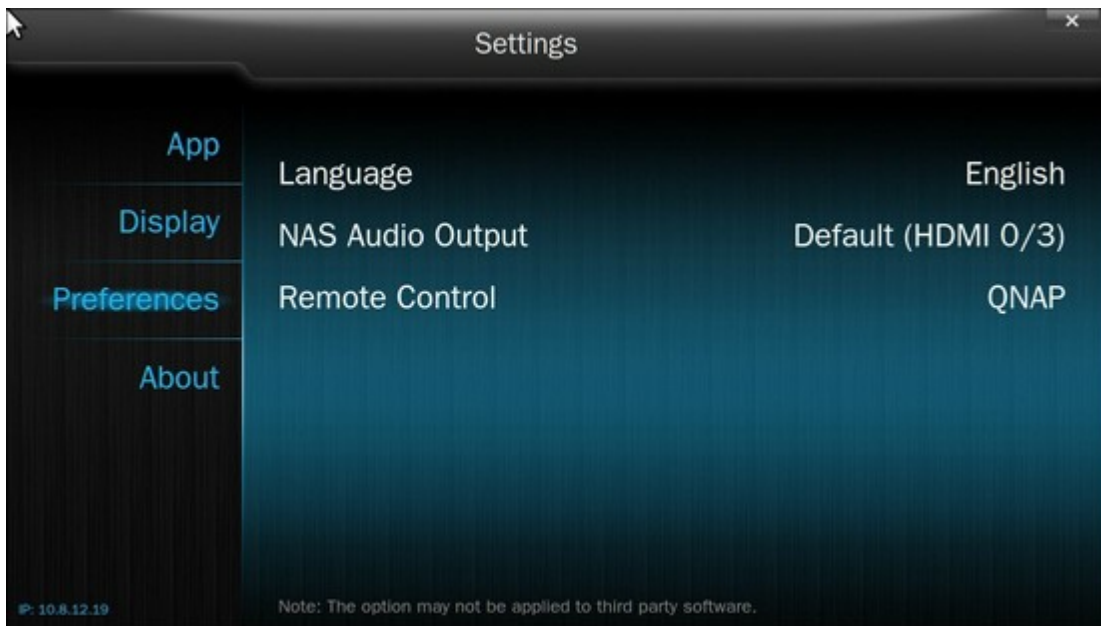 Settings
×
App
Display
Preferences
About
Language English
NAS Audio Output Default (HDMI 0/3)
Remote Control QNAP
IP: 10.8.12.19
Note: The option may not be applied to third party software.